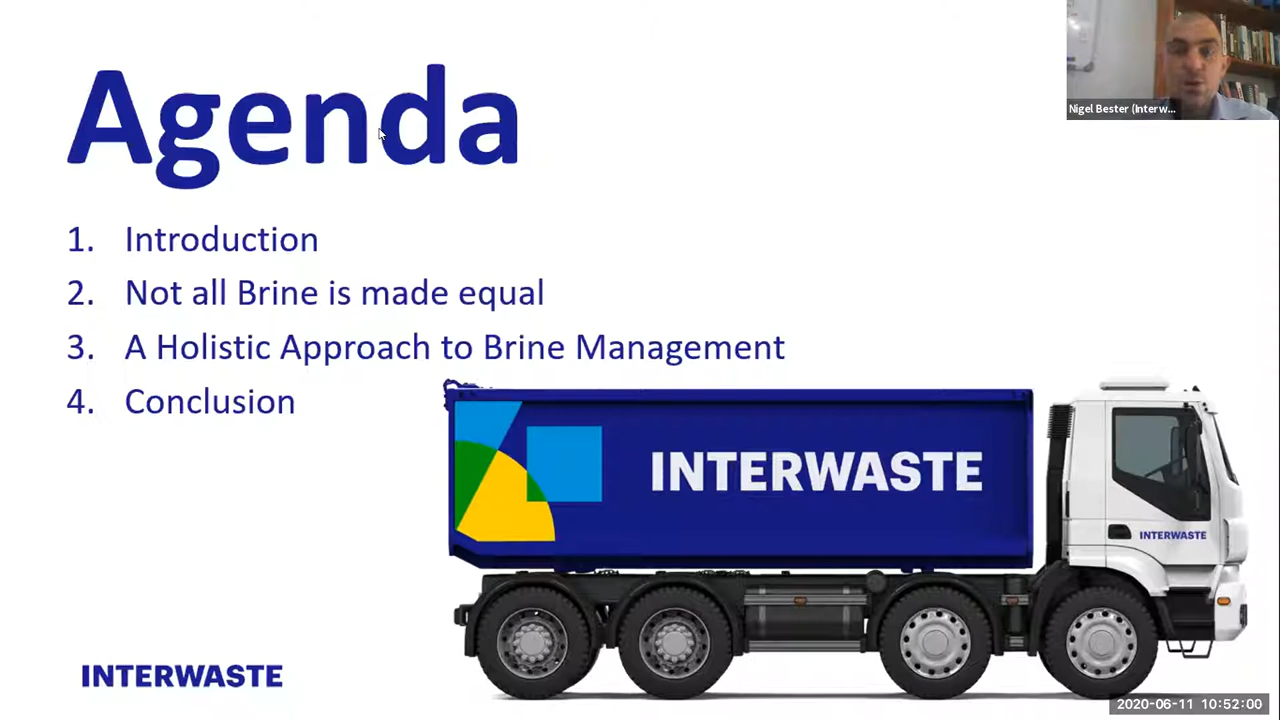 Agenda
Nigel Bester (Interw...
1. Introduction
2. Not all Brine is made equal
3. A Holistic Approach to Brine Management
4. Conclusion
INTERWASTE
INTERWASTE
INTERWASTE
2020-06-11 10:52:00